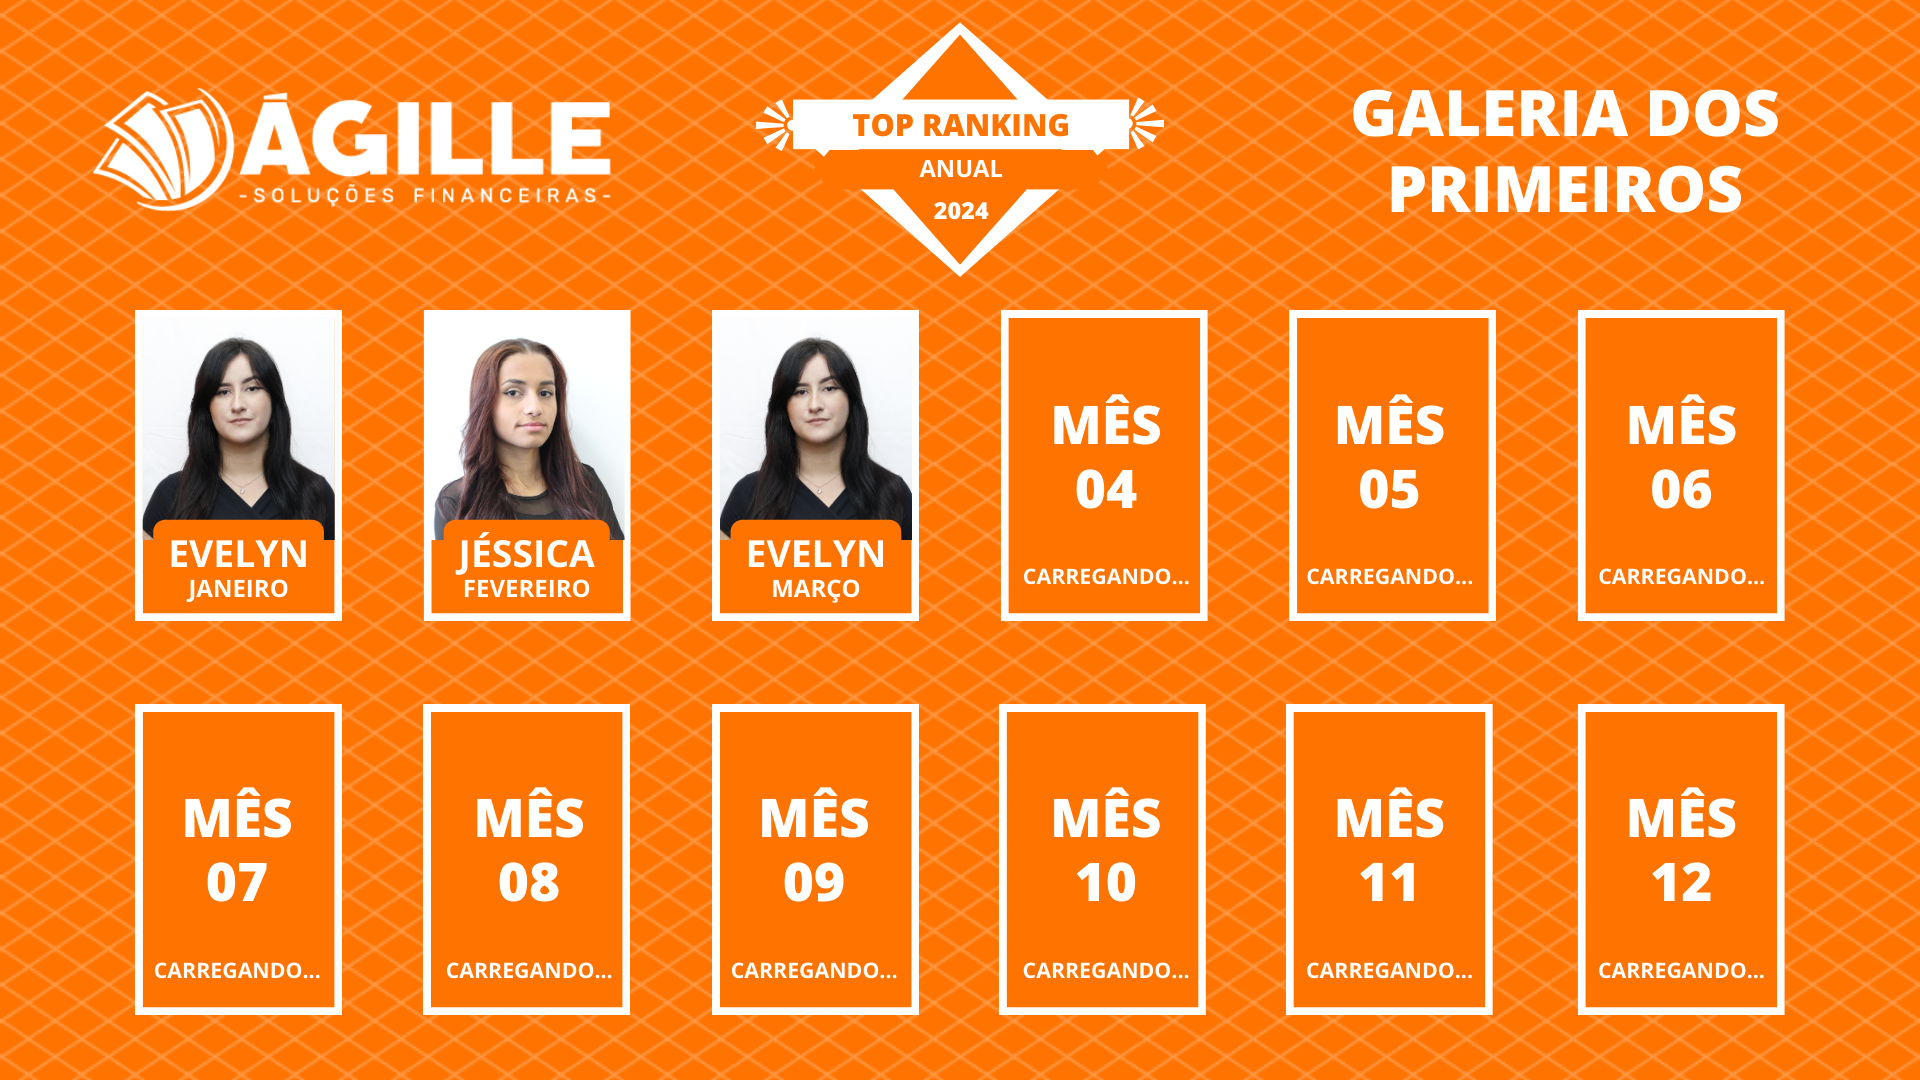 ÁGILLE
-SOLUÇÕES FINANCEIRAS-
TOP RANKING
ANUAL
2024
GALERIA DOS
PRIMEIROS
EVELYN
JANEIRO
JÉSSICA
FEVEREIRO
EVELYN
MARÇO
MÊS
04
CARREGANDO...
MÊS
05
CARREGANDO...
MÊS
06
CARREGANDO...
MÊS
07
CARREGANDO...
MÊS
08
CARREGANDO...
MÊS
09
CARREGANDO...
MÊS
10
CARREGANDO...
MÊS
11
CARREGANDO...
MÊS
12
CARREGANDO...